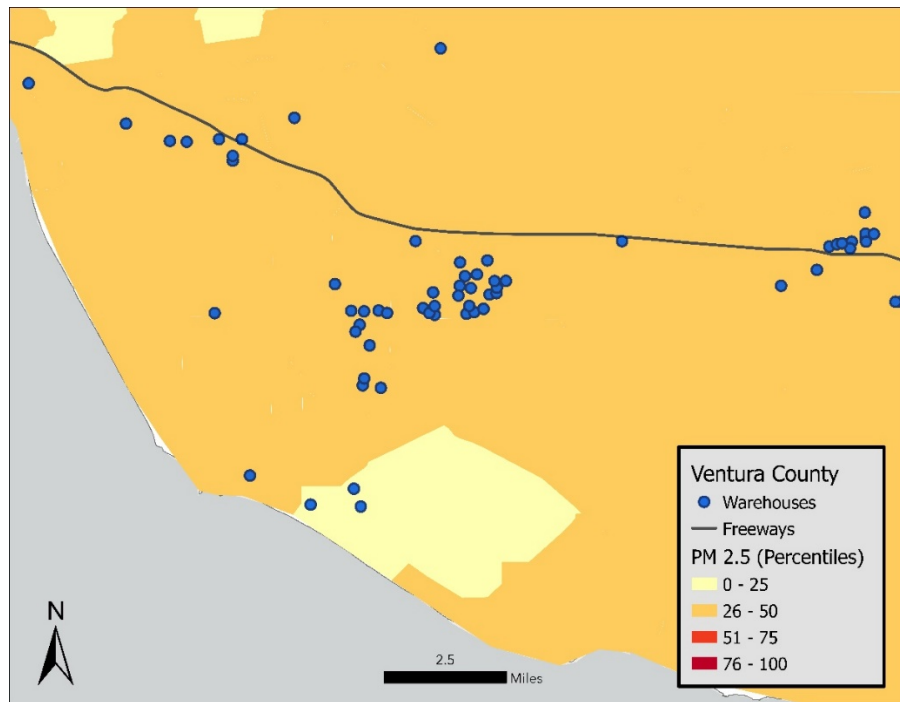 Ventura County
Warehouses
Freeways
PM 2.5 (Percentiles)
0 - 25
26 - 50
51 - 75
76 - 100
N
2.5
Miles